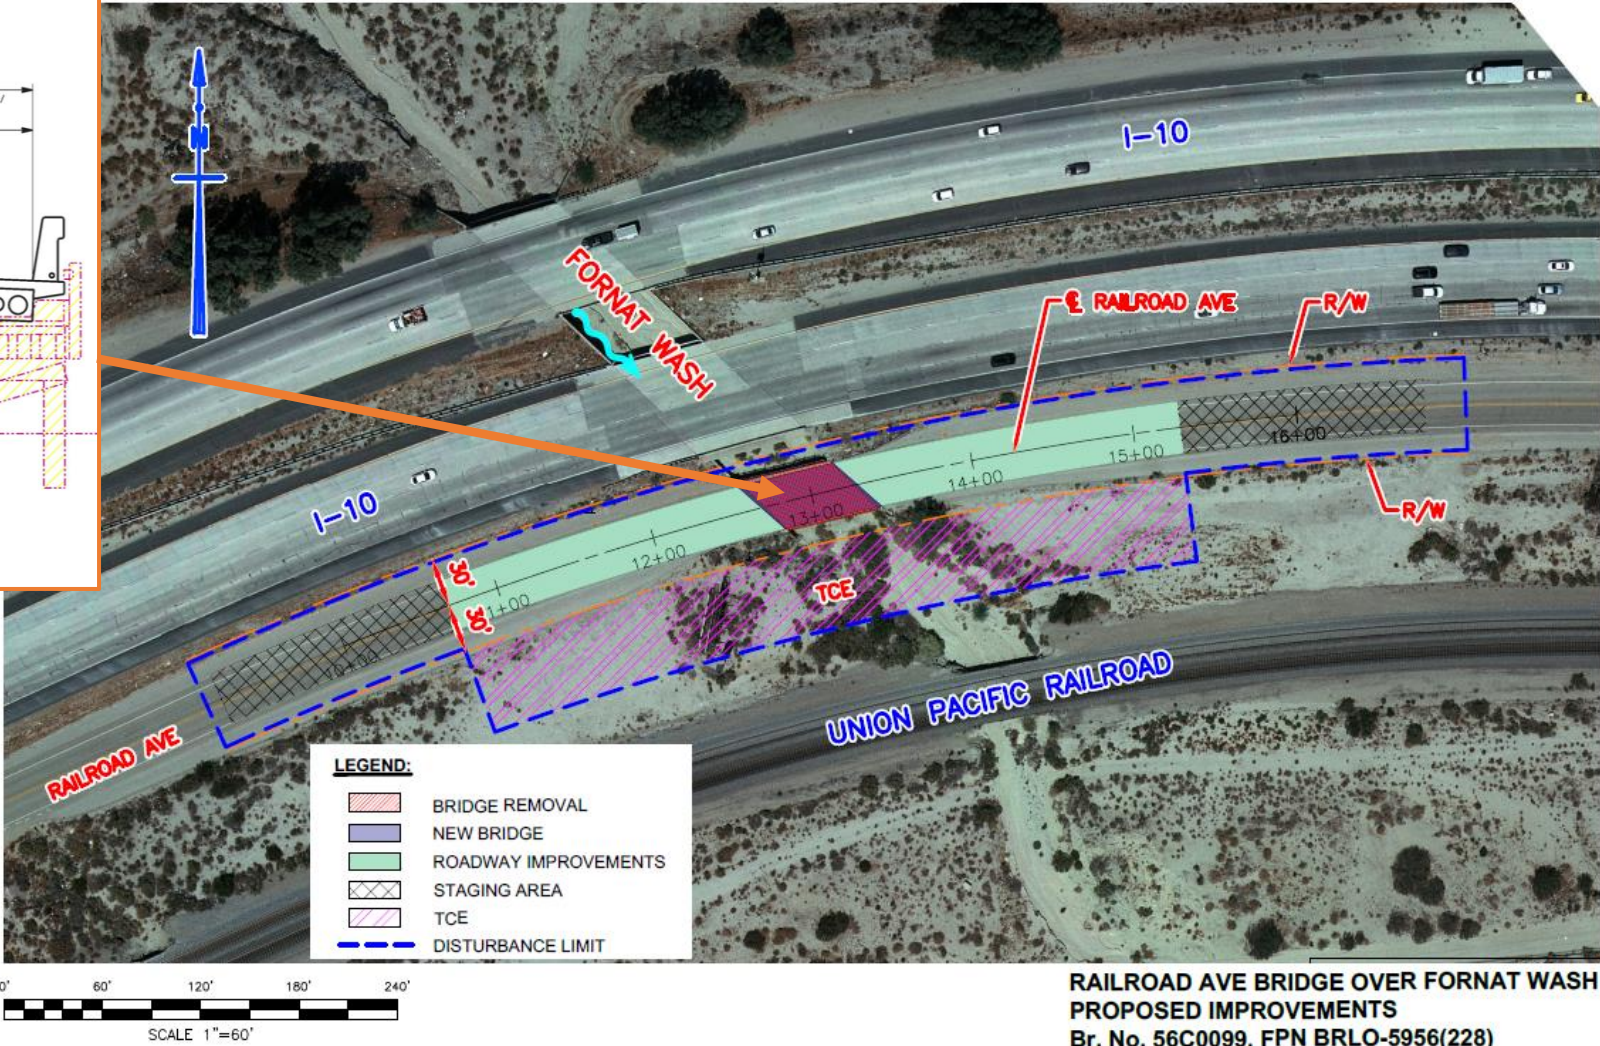 N
I-10
FORNAT WASH
℄ RAILROAD AVE
R/W
I-10
16+00
15+00
14+00
13+00
12+00
30'
30'
10+00
R/W
TCE
UNION PACIFIC RAILROAD
RAILROAD AVE
LEGEND:
BRIDGE REMOVAL
NEW BRIDGE
ROADWAY IMPROVEMENTS
STAGING AREA
TCE
DISTURBANCE LIMIT
60' 120' 180' 240'
SCALE 1"=60'
RAILROAD AVE BRIDGE OVER FORNAT WASH
PROPOSED IMPROVEMENTS
Br. No. 56C0099, FPN BRLO-5956(228)